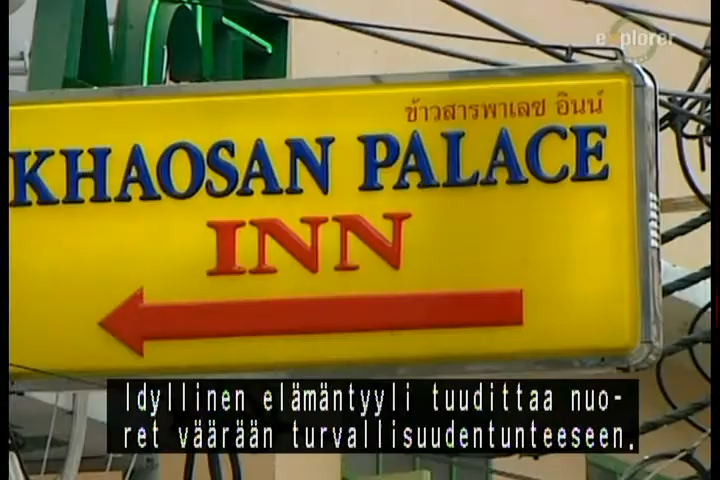 explorer
ข้าวสารพาเลซ อินน์
KHAOSAN PALACE
INN
Idyllinen elämäntyyli tuudittaa nuo-
ret väärään turvallisuudentunteeseen.